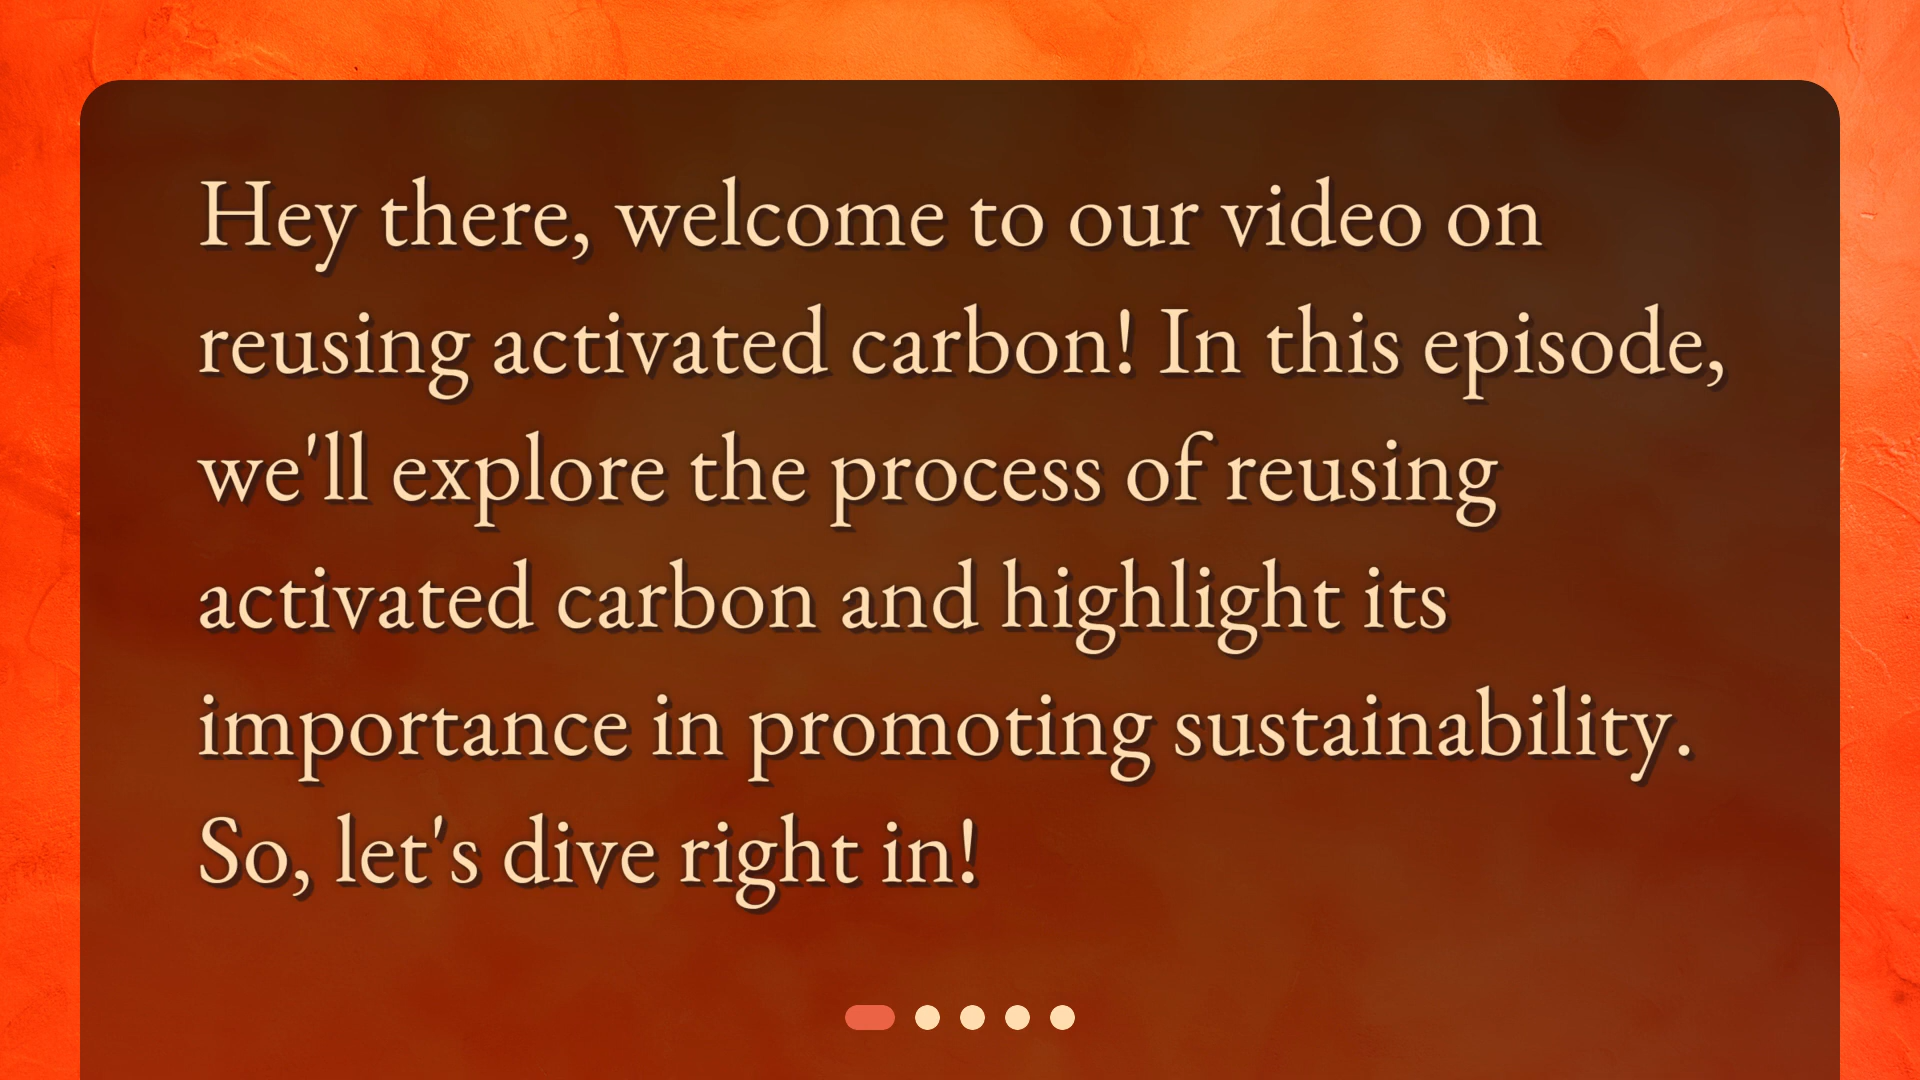 Hey there, welcome to our video on
reusing activated carbon! In this episode,
we'll explore the process of reusing
activated carbon and highlight its
importance in promoting sustainability.
So, let's dive right in!